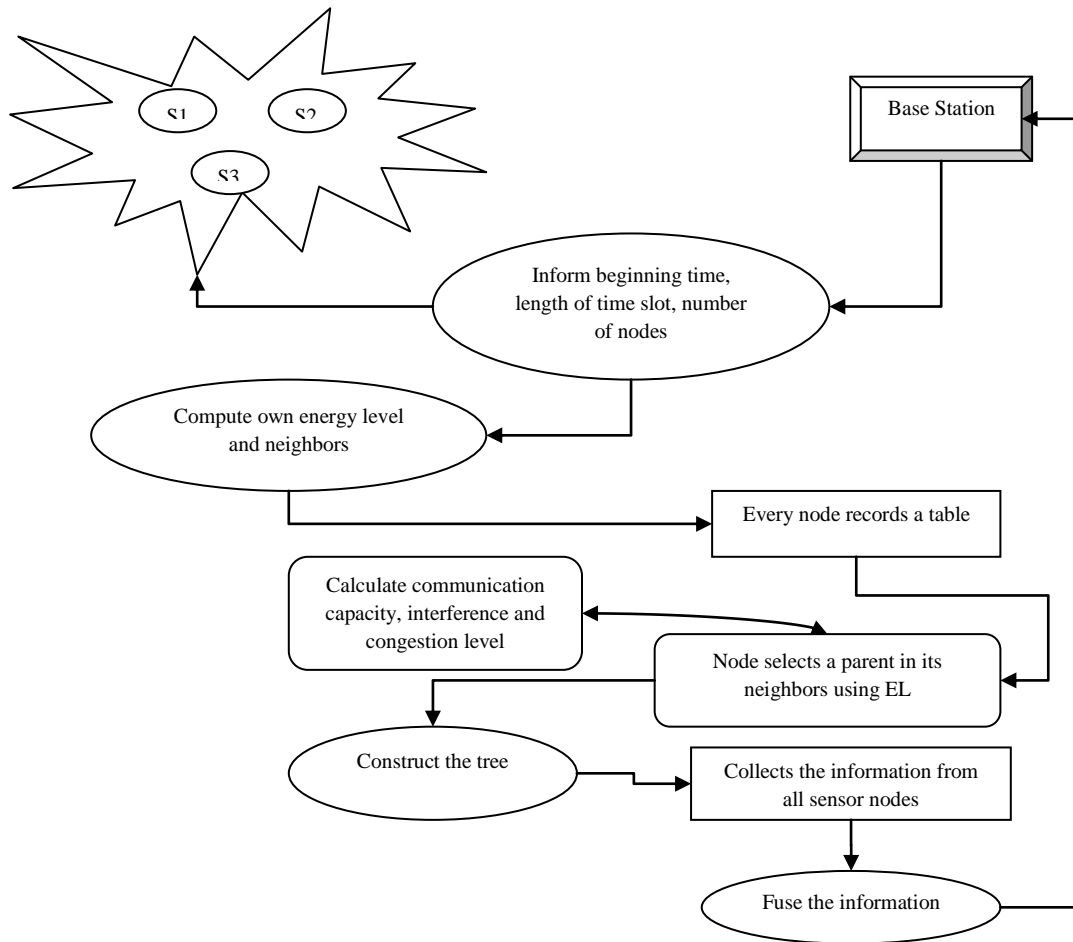 S1
S2
S3
Base Station
Inform beginning time,
length of time slot, number
of nodes
Compute own energy level
and neighbors
Every node records a table
Calculate communication
capacity, interference and
congestion level
Node selects a parent in its
neighbors using EL
Construct the tree
Collects the information from
all sensor nodes
Fuse the information